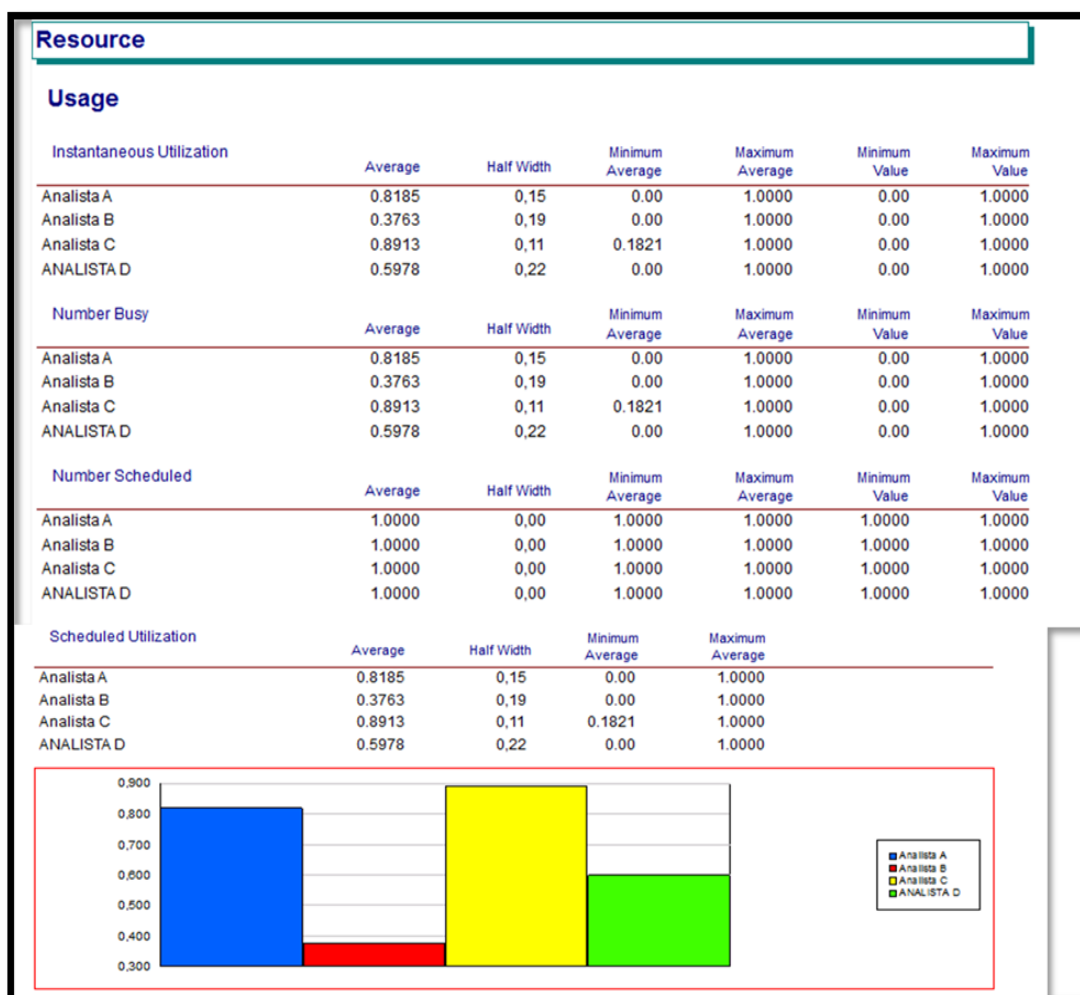 Resource
Usage
Instantaneous Utilization Average Half Width Minimum Average Maximum Average Minimum Value Maximum Value
Analista A 0.8185 0,15 0.00 1.0000 0.00 1.0000
Analista B 0.3763 0,19 0.00 1.0000 0.00 1.0000
Analista C 0.8913 0,11 0.1821 1.0000 0.00 1.0000
ANALISTA D 0.5978 0,22 0.00 1.0000 0.00 1.0000
Number Busy Average Half Width Minimum Average Maximum Average Minimum Value Maximum Value
Analista A 0.8185 0,15 0.00 1.0000 0.00 1.0000
Analista B 0.3763 0,19 0.00 1.0000 0.00 1.0000
Analista C 0.8913 0,11 0.1821 1.0000 0.00 1.0000
ANALISTA D 0.5978 0,22 0.00 1.0000 0.00 1.0000
Number Scheduled Average Half Width Minimum Average Maximum Average Minimum Value Maximum Value
Analista A 1.0000 0,00 1.0000 1.0000 1.0000 1.0000
Analista B 1.0000 0,00 1.0000 1.0000 1.0000 1.0000
Analista C 1.0000 0,00 1.0000 1.0000 1.0000 1.0000
ANALISTA D 1.0000 0,00 1.0000 1.0000 1.0000 1.0000
Scheduled Utilization Average Half Width Minimum Average Maximum Average
Analista A 0.8185 0,15 0.00 1.0000
Analista B 0.3763 0,19 0.00 1.0000
Analista C 0.8913 0,11 0.1821 1.0000
ANALISTA D 0.5978 0,22 0.00 1.0000
0,900
0,800
0,700
0,600
0,500
0,400
0,300
Analista A
Analista B
Analista C
ANALISTA D